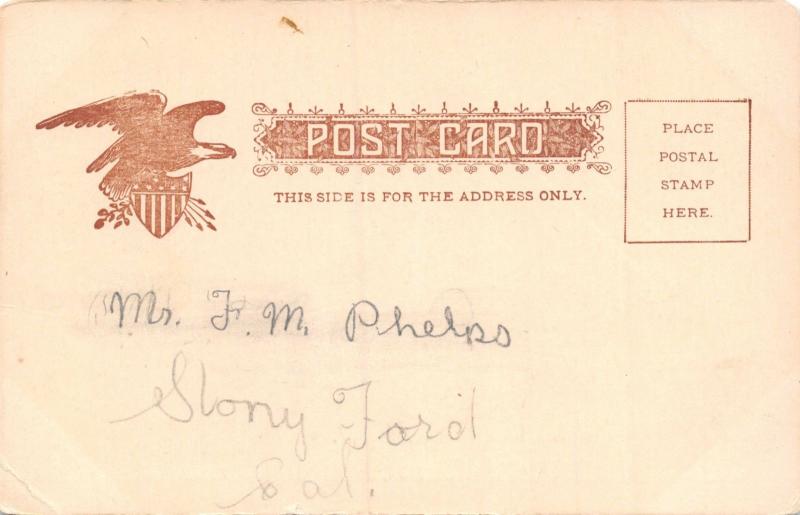 POST CARD
THIS SIDE IS FOR THE ADDRESS ONLY.
PLACE
POSTAL
STAMP
HERE.
Mr. F. M. Phelps
Stony Ford
Cal.